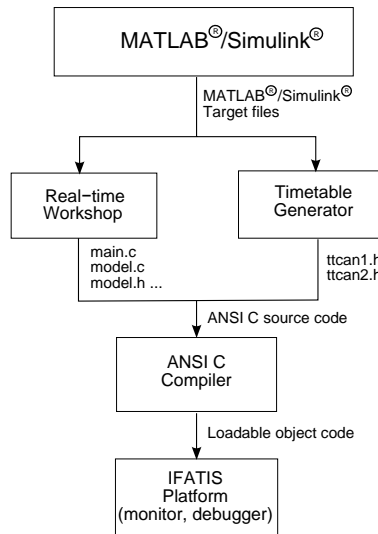 MATLAB®/Simulink®
MATLAB®/Simulink®
Target files
Real-time
Workshop
Timetable
Generator
main.c
model.c
model.h ...
ttcan1.h
ttcan2.h
ANSI C source code
ANSI C
Compiler
Loadable object code
IFATIS
Platform
(monitor, debugger)